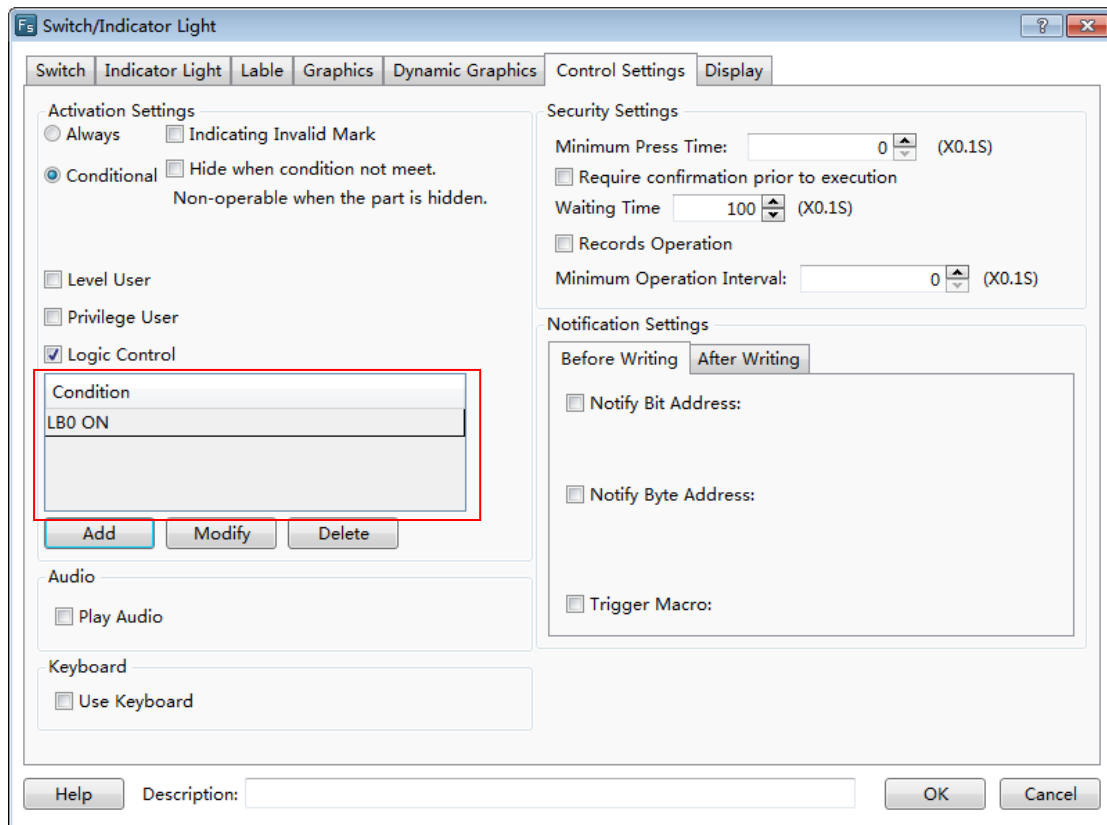 Fs Switch/Indicator Light
?
Switch Indicator Light Lable Graphics Dynamic Graphics Control Settings Display
Activation Settings
Always Indicating Invalid Mark
Conditional Hide when condition not meet.
Non-operable when the part is hidden.
Level User
Privilege User
Logic Control
Condition
LB0 ON
Add Modify Delete
Audio
Play Audio
Keyboard
Use Keyboard
Security Settings
Minimum Press Time: 0 (X0.1S)
Require confirmation prior to execution
Waiting Time 100 (X0.1S)
Records Operation
Minimum Operation Interval: 0 (X0.1S)
Notification Settings
Before Writing After Writing
Notify Bit Address:
Notify Byte Address:
Trigger Macro:
Help Description: OK Cancel